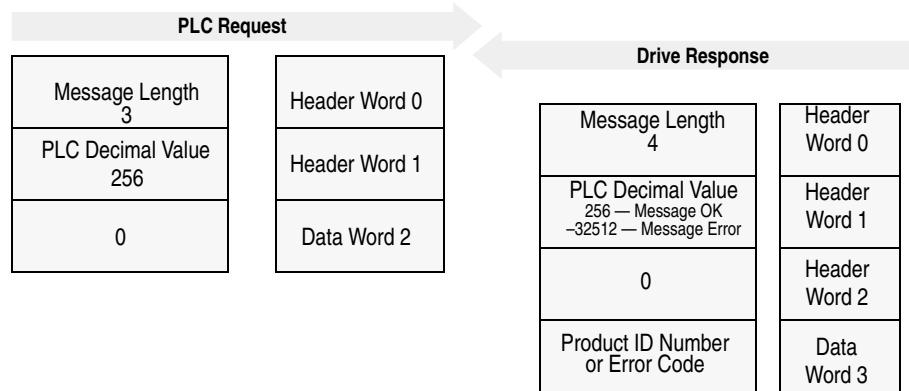 PLC Request
Message Length
3
Header Word 0
PLC Decimal Value
256
Header Word 1
0
Data Word 2
Drive Response
Message Length
4
Header
Word 0
PLC Decimal Value
256 — Message OK
–32512 — Message Error
Header
Word 1
0
Header
Word 2
Product ID Number
or Error Code
Data
Word 3